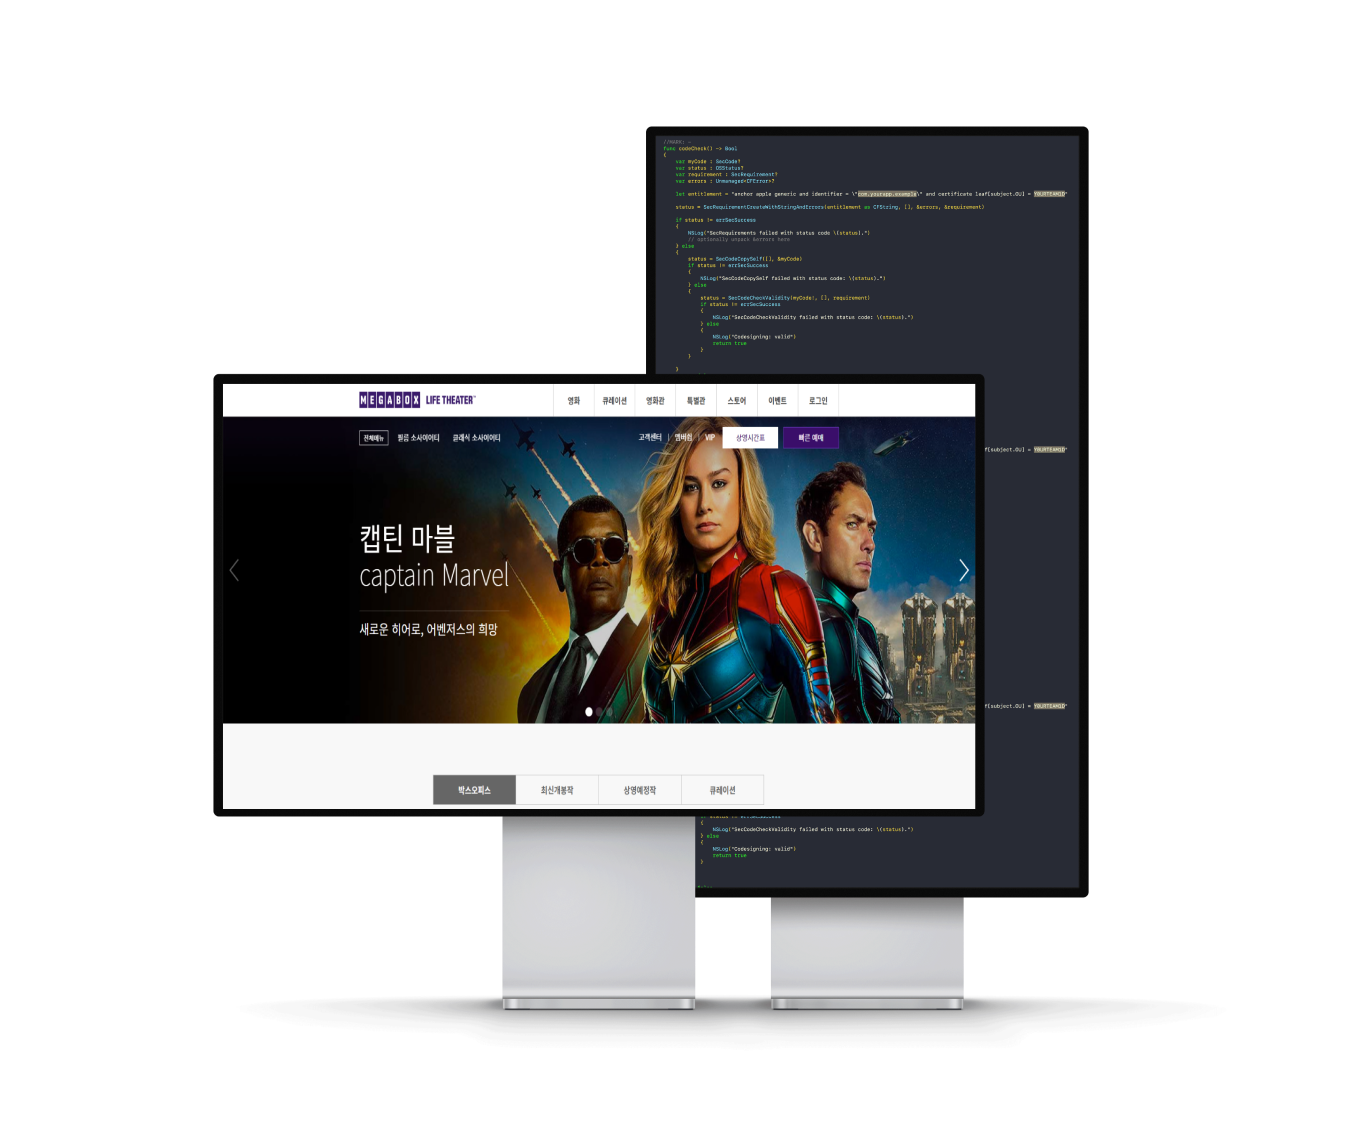 //MARK: -
func codeCheck() -> Bool
{
var myCode : SecCode?
var status : OSStatus?
var requirement : SecRequirement?
var errors : Unmanaged<CFError>?
let entitlement = "anchor apple generic and identifier = \"com.yourapp.example\" and certificate leaf[subject.OU] = YOURTEAMID"
status = SecRequirementCreateWithStringAndErrors(entitlement as CFString, [], &errors, &requirement)
if status != errSecSuccess
{
NSLog("SecRequirements failed with status code \(status).")
// optionally unpack &errors here
} else
{
status = SecCodeCopySelf([], &myCode)
if status != errSecSuccess
{
NSLog("SecCodeCopySelf failed with status code: \(status).")
} else
{
status = SecCodeCheckValidity(myCode!, [], requirement)
if status != errSecSuccess
{
NSLog("SecCodeCheckValidity failed with status code: \(status).")
} else
{
NSLog("Codesigning: valid")
return true
}
}
}
MEGABOX LIFE THEATER™ 영화 큐레이션 영화관 특별관 스토어 이벤트 로그인
전체메뉴 필름 소사이어티 클래식 소사이어티 고객센터 | 멤버쉽 | VIP 상영시간표 빠른 예매
f[subject.OU] = YOURTEAMID"
캡틴 마블
captain Marvel
새로운 히어로, 어벤져스의 희망
f[subject.OU] = YOURTEAMID"
박스오피스 최신개봉작 상영예정작 큐레이션
if status != errSecSuccess
{
NSLog("SecCodeCheckValidity failed with status code: \(status).")
} else
{
NSLog("Codesigning: valid")
return true
}